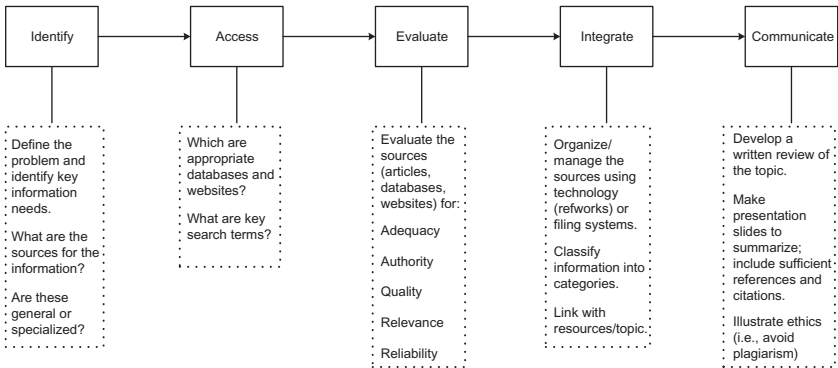 Identify
Access
Evaluate
Integrate
Communicate
Define the
problem and
identify key
information
needs.
What are the
sources for the
information?
Are these
general or
specialized?
Which are
appropriate
databases and
websites?
What are key
search terms?
Evaluate the
sources
(articles,
databases,
websites) for:
Adequacy
Authority
Quality
Relevance
Reliability
Organize/
manage the
sources using
technology
(refworks) or
filing systems.
Classify
information into
categories.
Link with
resources/topic.
Develop a
written review of
the topic.
Make
presentation
slides to
summarize;
include sufficient
references and
citations.
Illustrate ethics
(i.e., avoid
plagiarism)